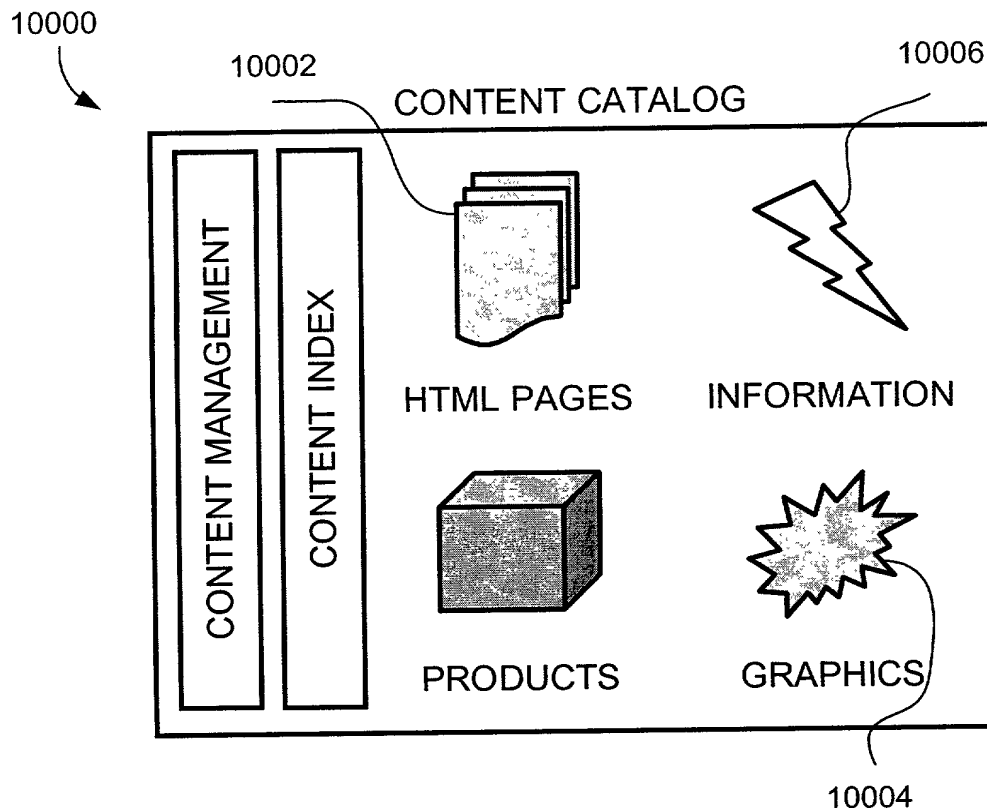 10000
10002
10006
CONTENT CATALOG
CONTENT MANAGEMENT
CONTENT INDEX
HTML PAGES
INFORMATION
PRODUCTS
GRAPHICS
10004